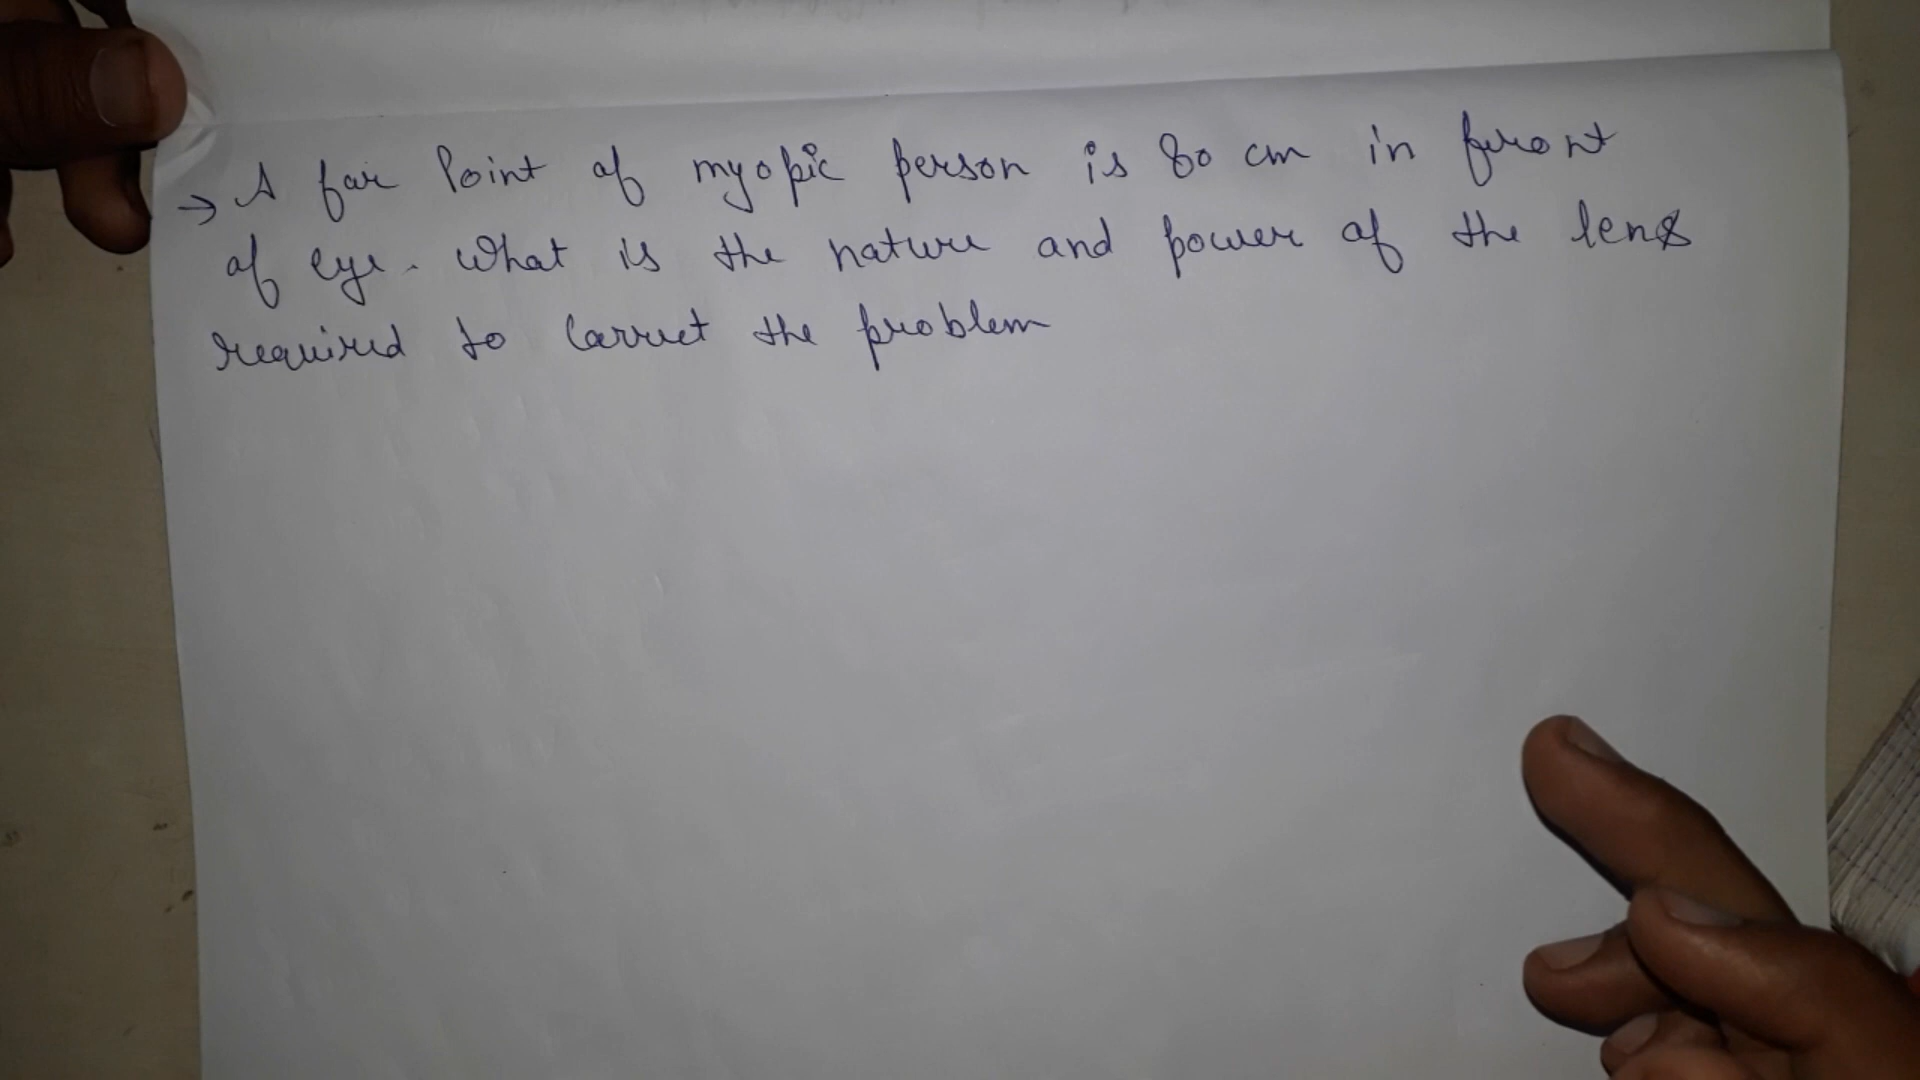 → A far Point of myopic person is 80 cm in front
of eye. What is the nature and power of the lens
required to correct the problem